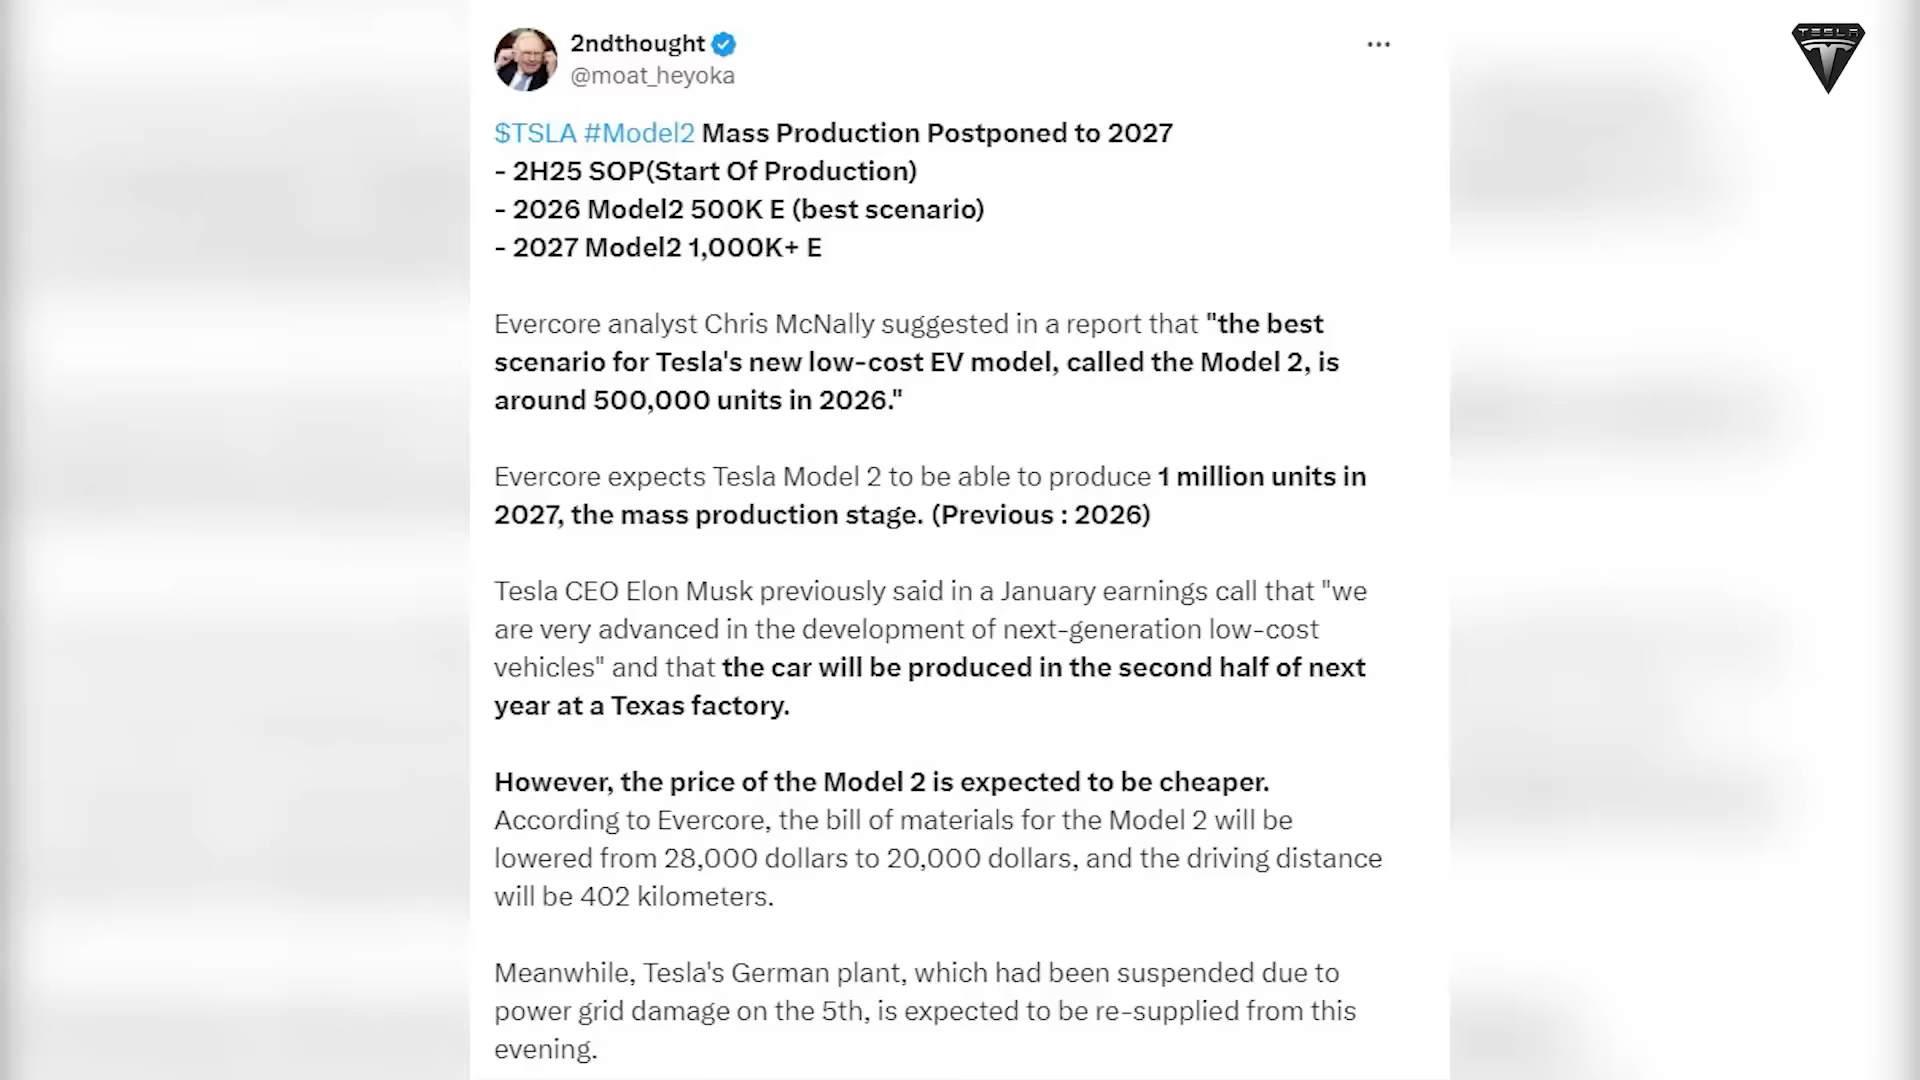 2ndthought
@moat_heyoka
TESLA
$TSLA #Model2 Mass Production Postponed to 2027
- 2H25 SOP(Start Of Production)
- 2026 Model2 500K E (best scenario)
- 2027 Model2 1,000K+ E
Evercore analyst Chris McNally suggested in a report that "the best
scenario for Tesla's new low-cost EV model, called the Model 2, is
around 500,000 units in 2026."
Evercore expects Tesla Model 2 to be able to produce 1 million units in
2027, the mass production stage. (Previous : 2026)
Tesla CEO Elon Musk previously said in a January earnings call that "we
are very advanced in the development of next-generation low-cost
vehicles" and that the car will be produced in the second half of next
year at a Texas factory.
However, the price of the Model 2 is expected to be cheaper.
According to Evercore, the bill of materials for the Model 2 will be
lowered from 28,000 dollars to 20,000 dollars, and the driving distance
will be 402 kilometers.
Meanwhile, Tesla's German plant, which had been suspended due to
power grid damage on the 5th, is expected to be re-supplied from this
evening.